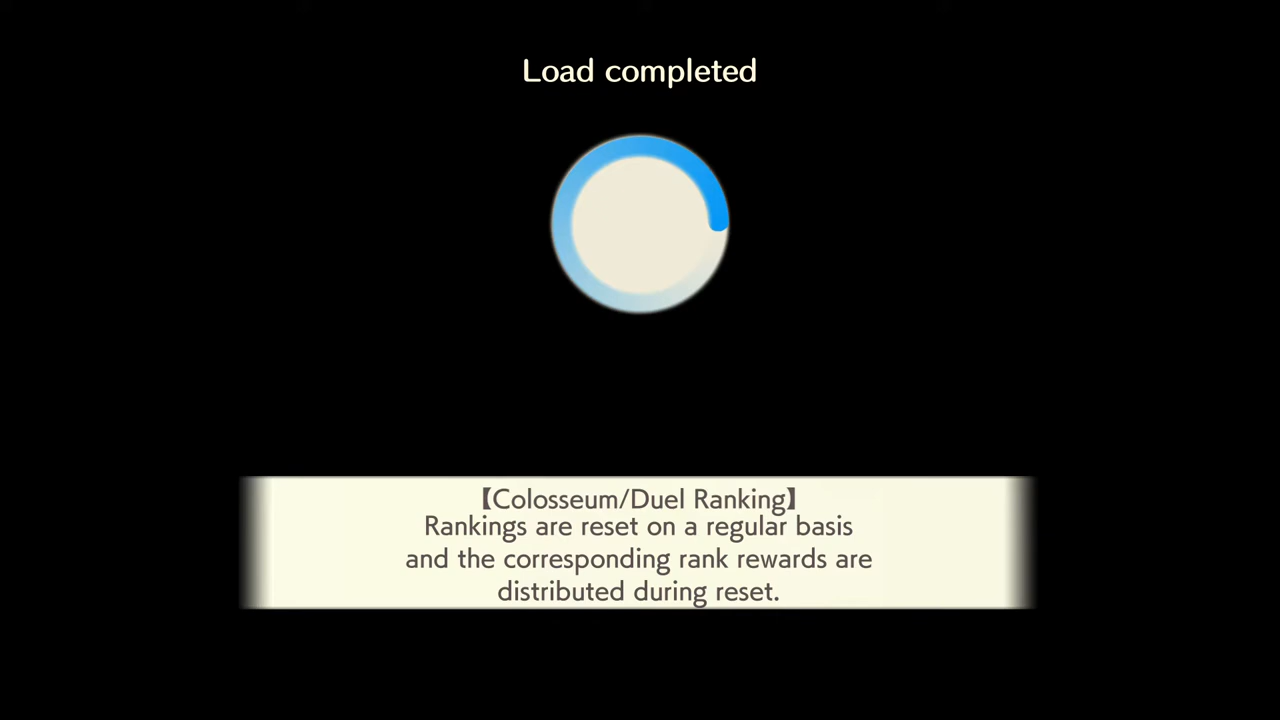 Load completed
【Colosseum/Duel Ranking】
Rankings are reset on a regular basis
and the corresponding rank rewards are
distributed during reset.